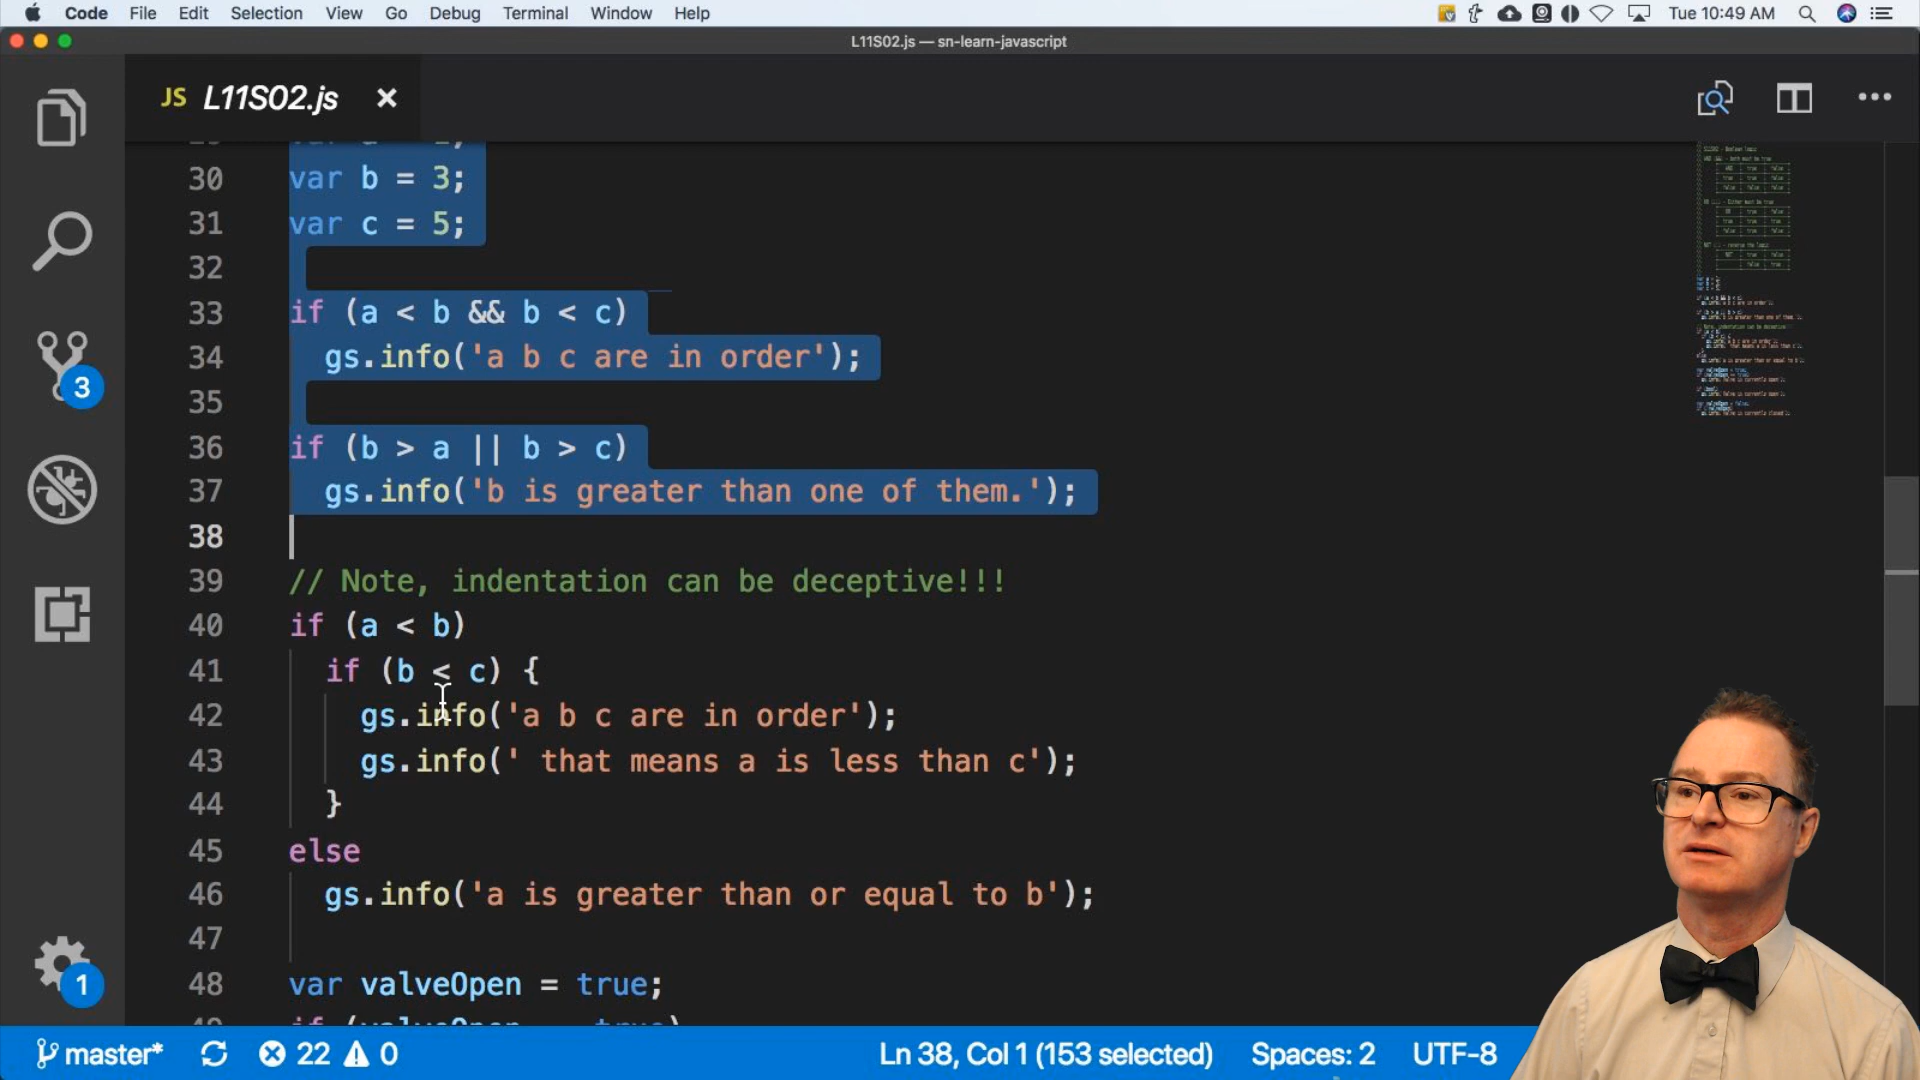 Code File Edit Selection View Go Debug Terminal Window Help Tue 10:49 AM
L11S02.js — sn-learn-javascript
JS L11S02.js
30 var b = 3;
31 var c = 5;
32
33 if (a < b && b < c)
34 gs.info('a b c are in order');
35
36 if (b > a || b > c)
37 gs.info('b is greater than one of them.');
38
39 // Note, indentation can be deceptive!!!
40 if (a < b)
41 if (b < c) {
42 gs.info('a b c are in order');
43 gs.info(' that means a is less than c');
44 }
45 else
46 gs.info('a is greater than or equal to b');
47
48 var valveOpen = true;
3
1
master* 22 0 Ln 38, Col 1 (153 selected) Spaces: 2 UTF-8